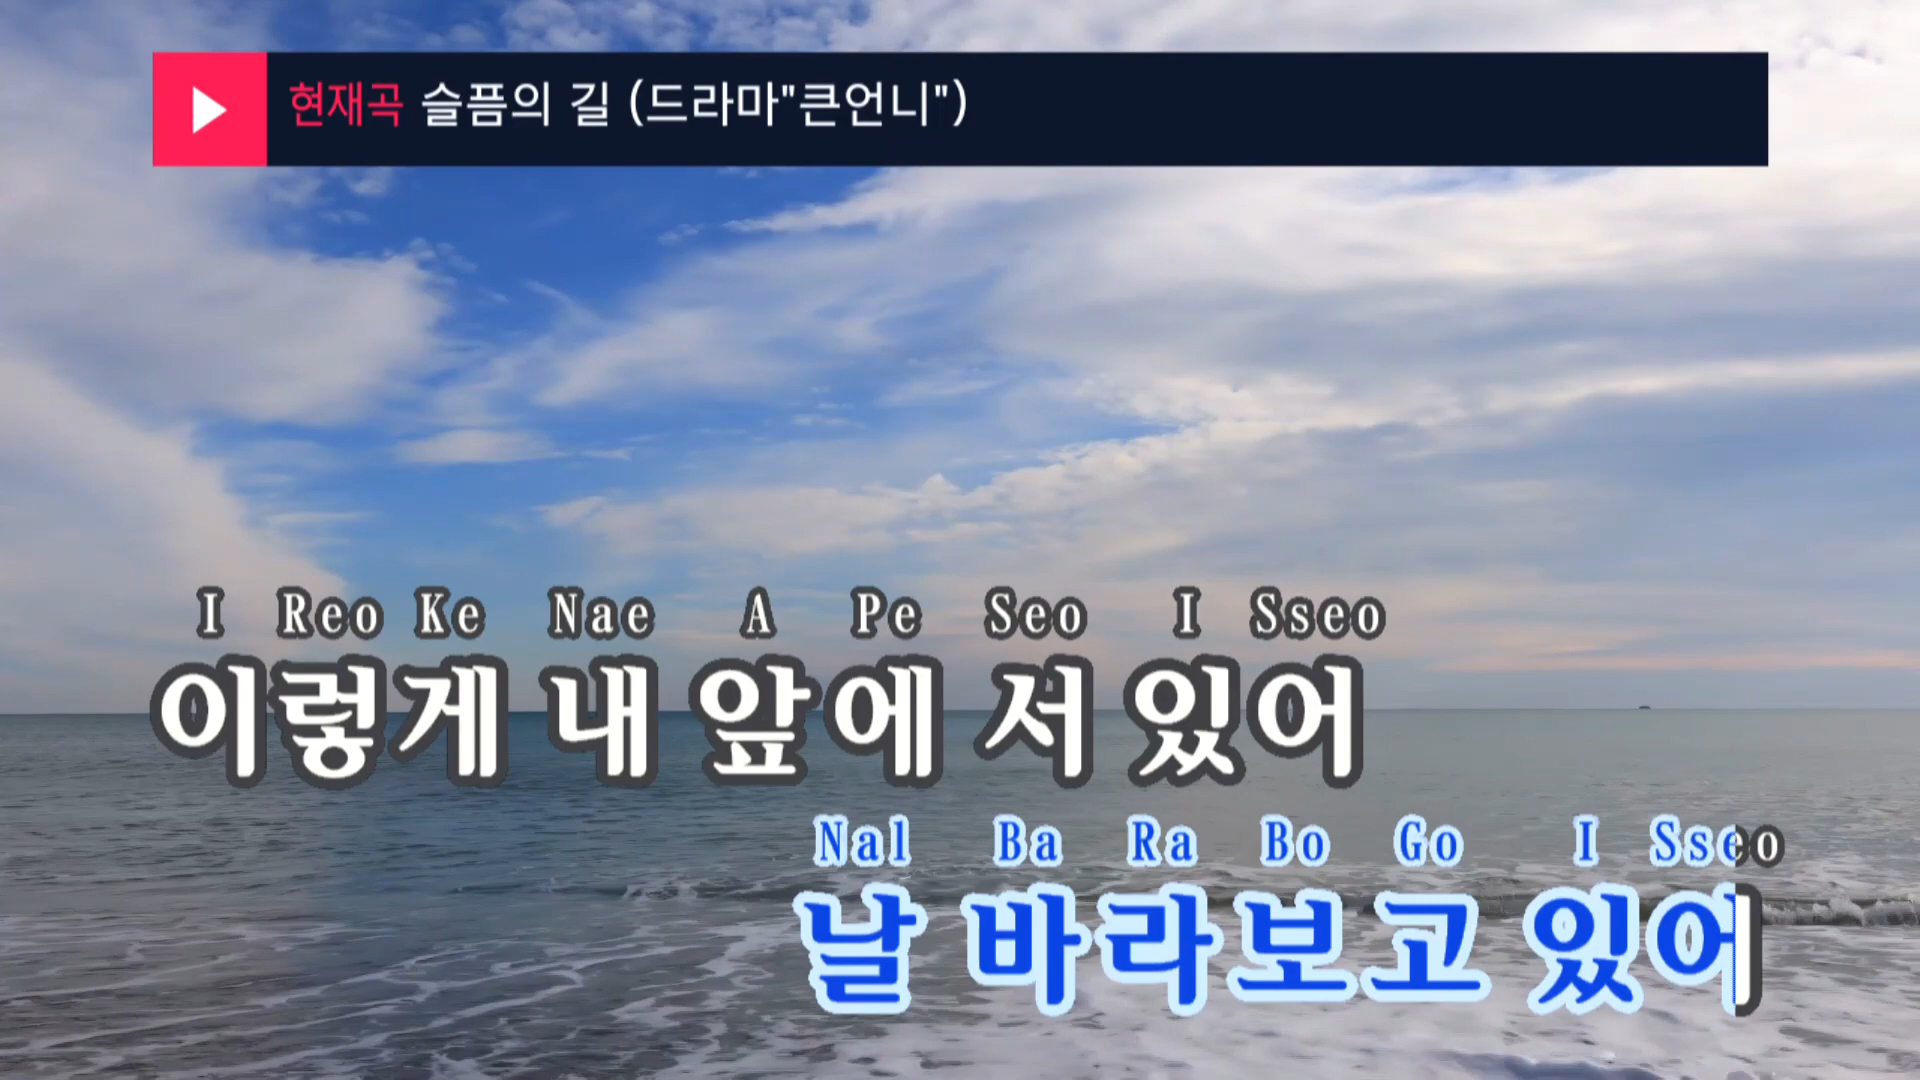 현재곡 슬픔의 길 (드라마"큰언니")
I Reo Ke Nae A Pe Seo I Sseo
이렇게 내 앞에 서 있어
Nal Ba Ra Bo Go I Sseo
날 바라보고 있어